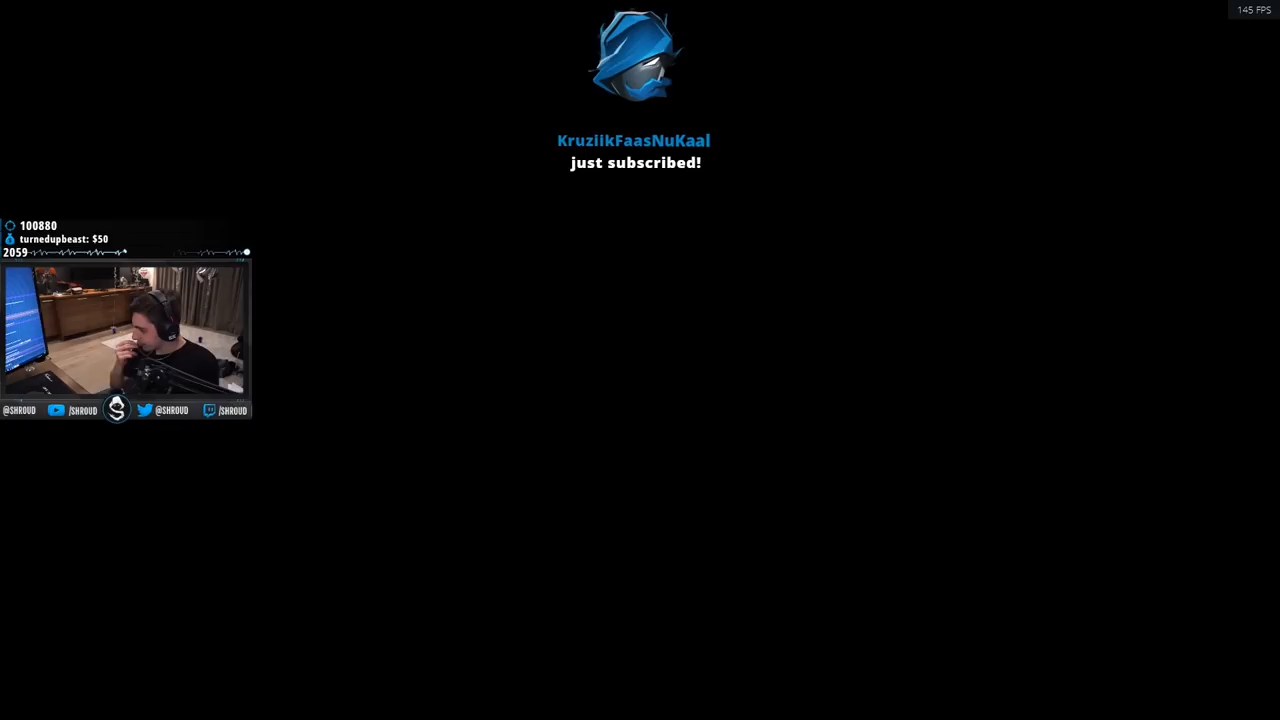 145 FPS
KruziikFaasNuKaal
just subscribed!
100880
turnedupbeast: $50
2059
@SHROUD /SHROUD @SHROUD /SHROUD